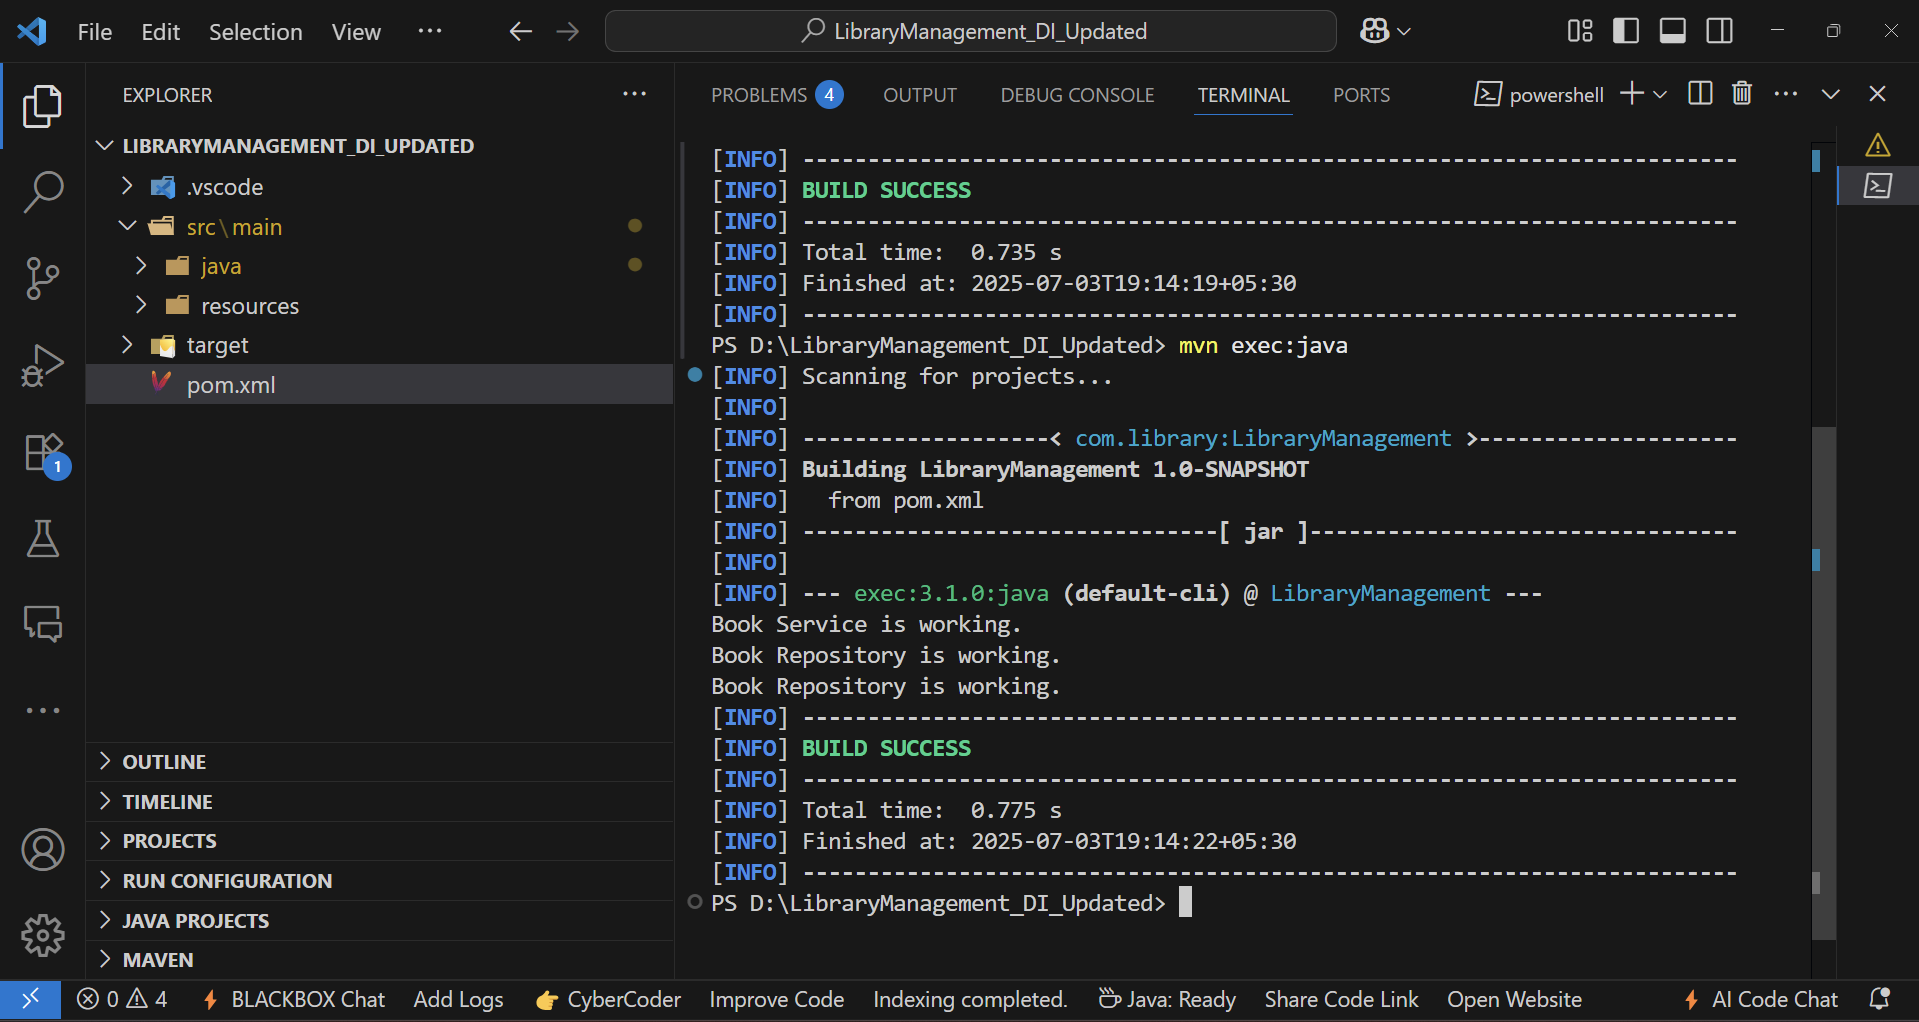 File Edit Selection View ··· LibraryManagement_DI_Updated
EXPLORER ···
LIBRARYMANAGEMENT_DI_UPDATED
.vscode
src\main
java
resources
target
pom.xml
1
OUTLINE
TIMELINE
PROJECTS
RUN CONFIGURATION
JAVA PROJECTS
MAVEN
PROBLEMS 4 OUTPUT DEBUG CONSOLE TERMINAL PORTS powershell
[INFO] ------------------------------------------------------------------------
[INFO] BUILD SUCCESS
[INFO] ------------------------------------------------------------------------
[INFO] Total time:  0.735 s
[INFO] Finished at: 2025-07-03T19:14:19+05:30
[INFO] ------------------------------------------------------------------------
PS D:\LibraryManagement_DI_Updated> mvn exec:java
[INFO] Scanning for projects...
[INFO]
[INFO] -------------------< com.library:LibraryManagement >--------------------
[INFO] Building LibraryManagement 1.0-SNAPSHOT
[INFO]   from pom.xml
[INFO] --------------------------------[ jar ]---------------------------------
[INFO]
[INFO] --- exec:3.1.0:java (default-cli) @ LibraryManagement ---
Book Service is working.
Book Repository is working.
Book Repository is working.
[INFO] ------------------------------------------------------------------------
[INFO] BUILD SUCCESS
[INFO] ------------------------------------------------------------------------
[INFO] Total time:  0.775 s
[INFO] Finished at: 2025-07-03T19:14:22+05:30
[INFO] ------------------------------------------------------------------------
PS D:\LibraryManagement_DI_Updated>
0 4 BLACKBOX Chat Add Logs CyberCoder Improve Code Indexing completed. Java: Ready Share Code Link Open Website AI Code Chat